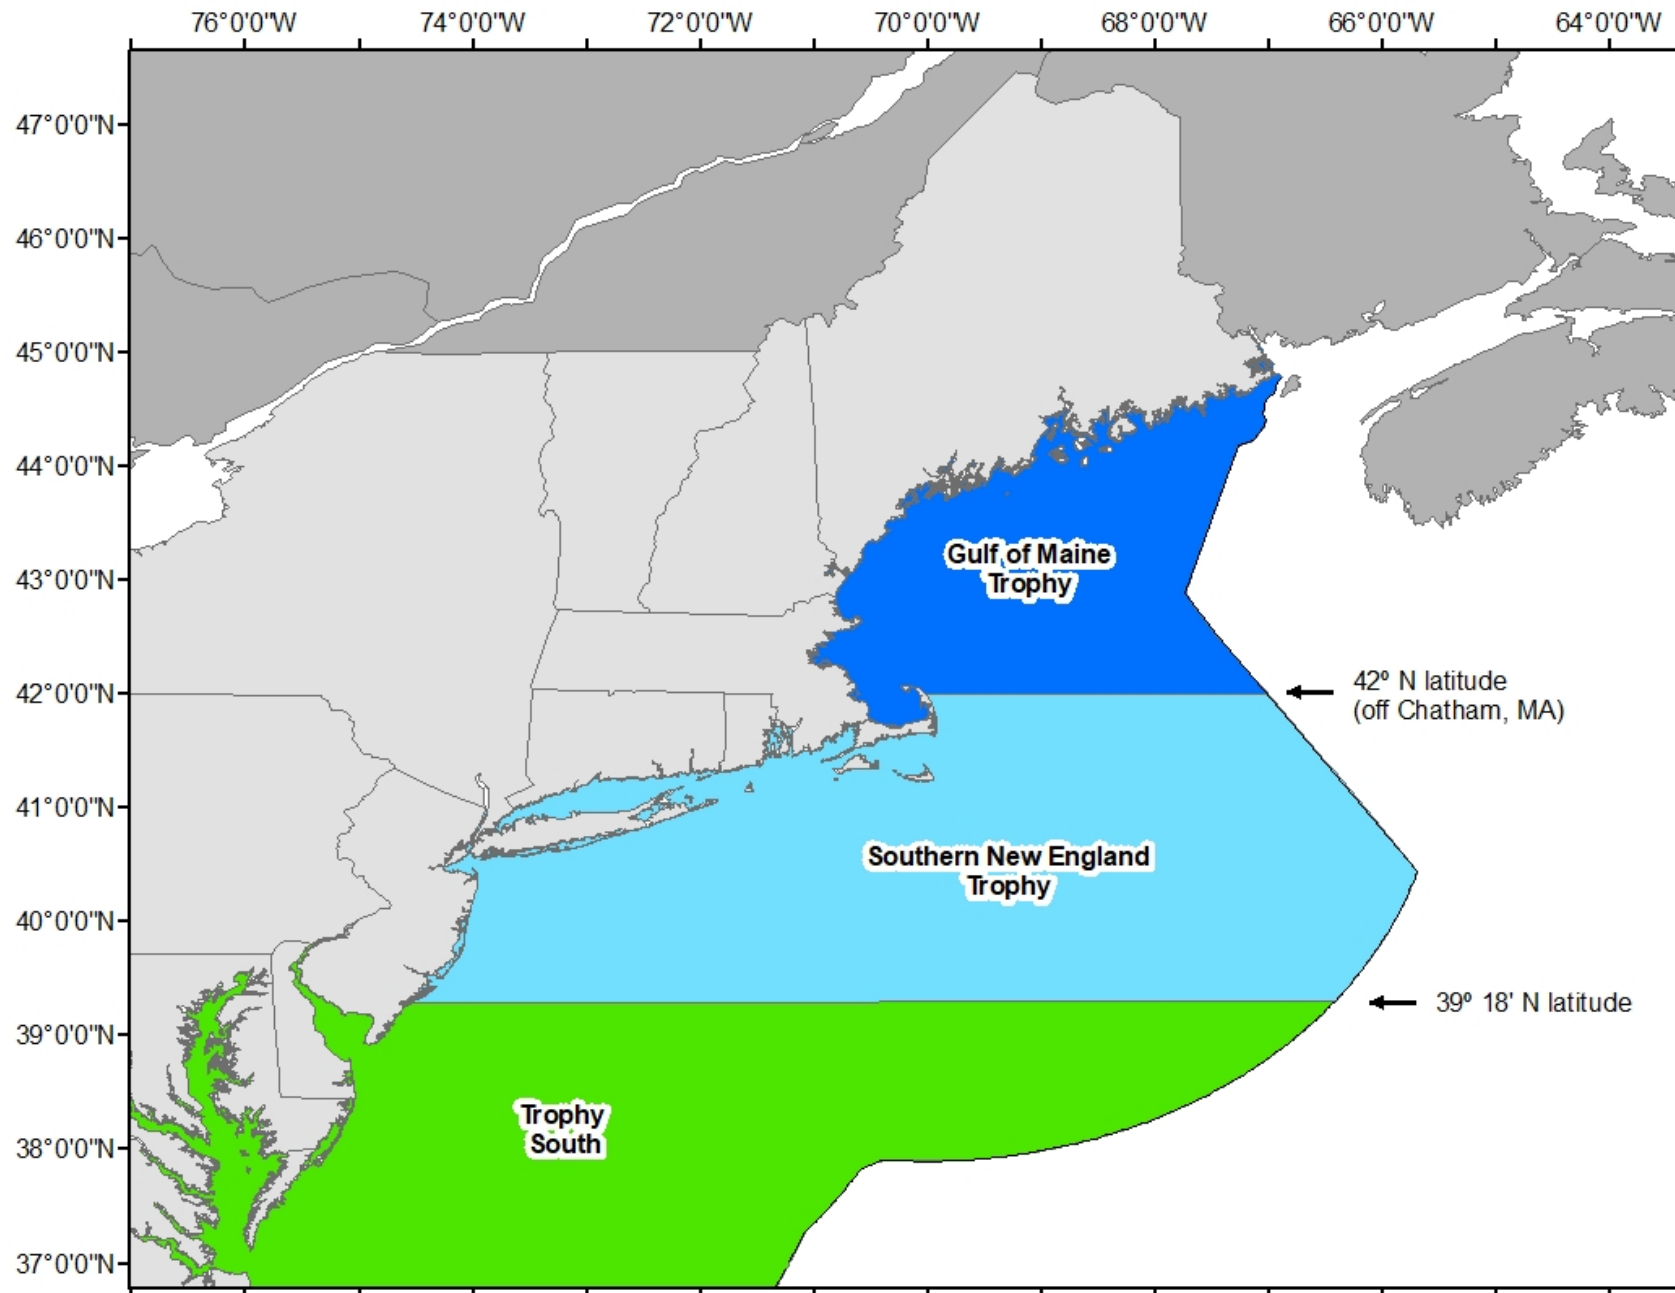 76°0'0"W 74°0'0"W 72°0'0"W 70°0'0"W 68°0'0"W 66°0'0"W 64°0'0"W
47°0'0"N
46°0'0"N
45°0'0"N
44°0'0"N
Gulf of Maine
Trophy
43°0'0"N
42º N latitude
(off Chatham, MA)
42°0'0"N
41°0'0"N
Southern New England
Trophy
40°0'0"N
39º 18' N latitude
39°0'0"N
Trophy
South
38°0'0"N
37°0'0"N